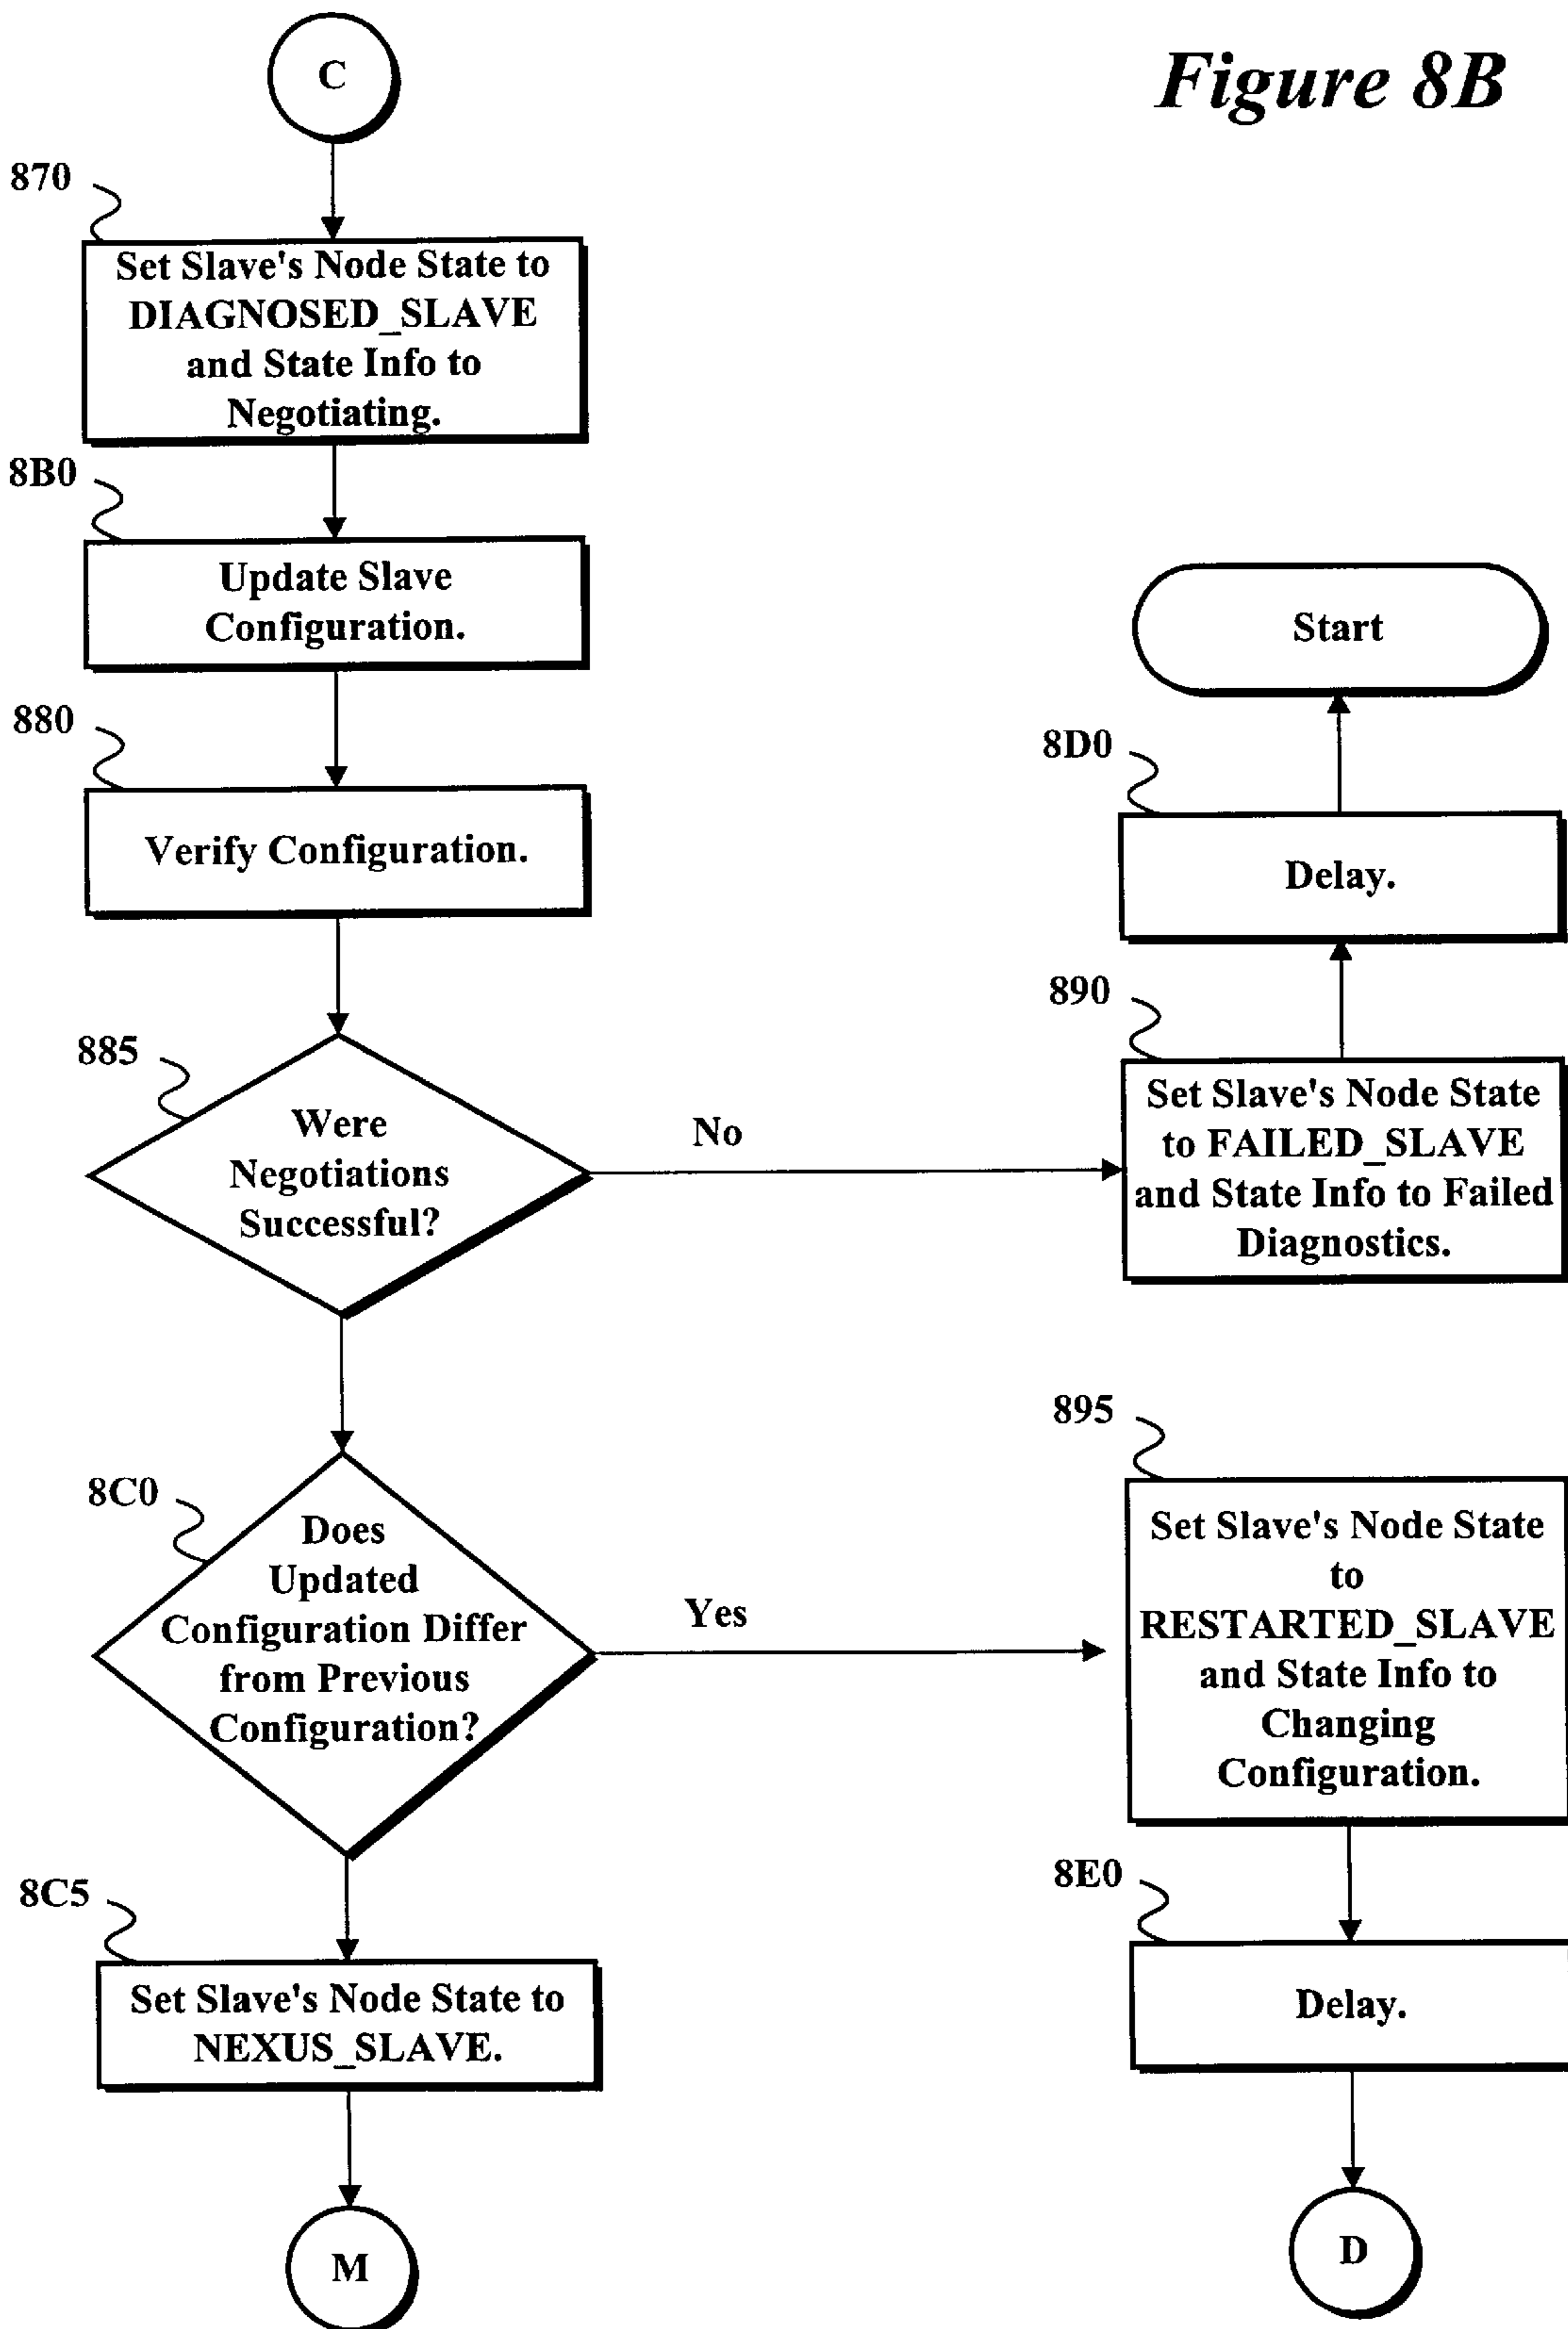 Figure 8B
C
870
Set Slave's Node State to
DIAGNOSED_SLAVE
and State Info to
Negotiating.
8B0
Update Slave
Configuration.
880
Verify Configuration.
885
Were
Negotiations
Successful?
No
890
Set Slave's Node State
to FAILED_SLAVE
and State Info to Failed
Diagnostics.
8D0
Delay.
Start
8C0
Does
Updated
Configuration Differ
from Previous
Configuration?
Yes
895
Set Slave's Node State
to
RESTARTED_SLAVE
and State Info to
Changing
Configuration.
8E0
Delay.
D
8C5
Set Slave's Node State to
NEXUS_SLAVE.
M